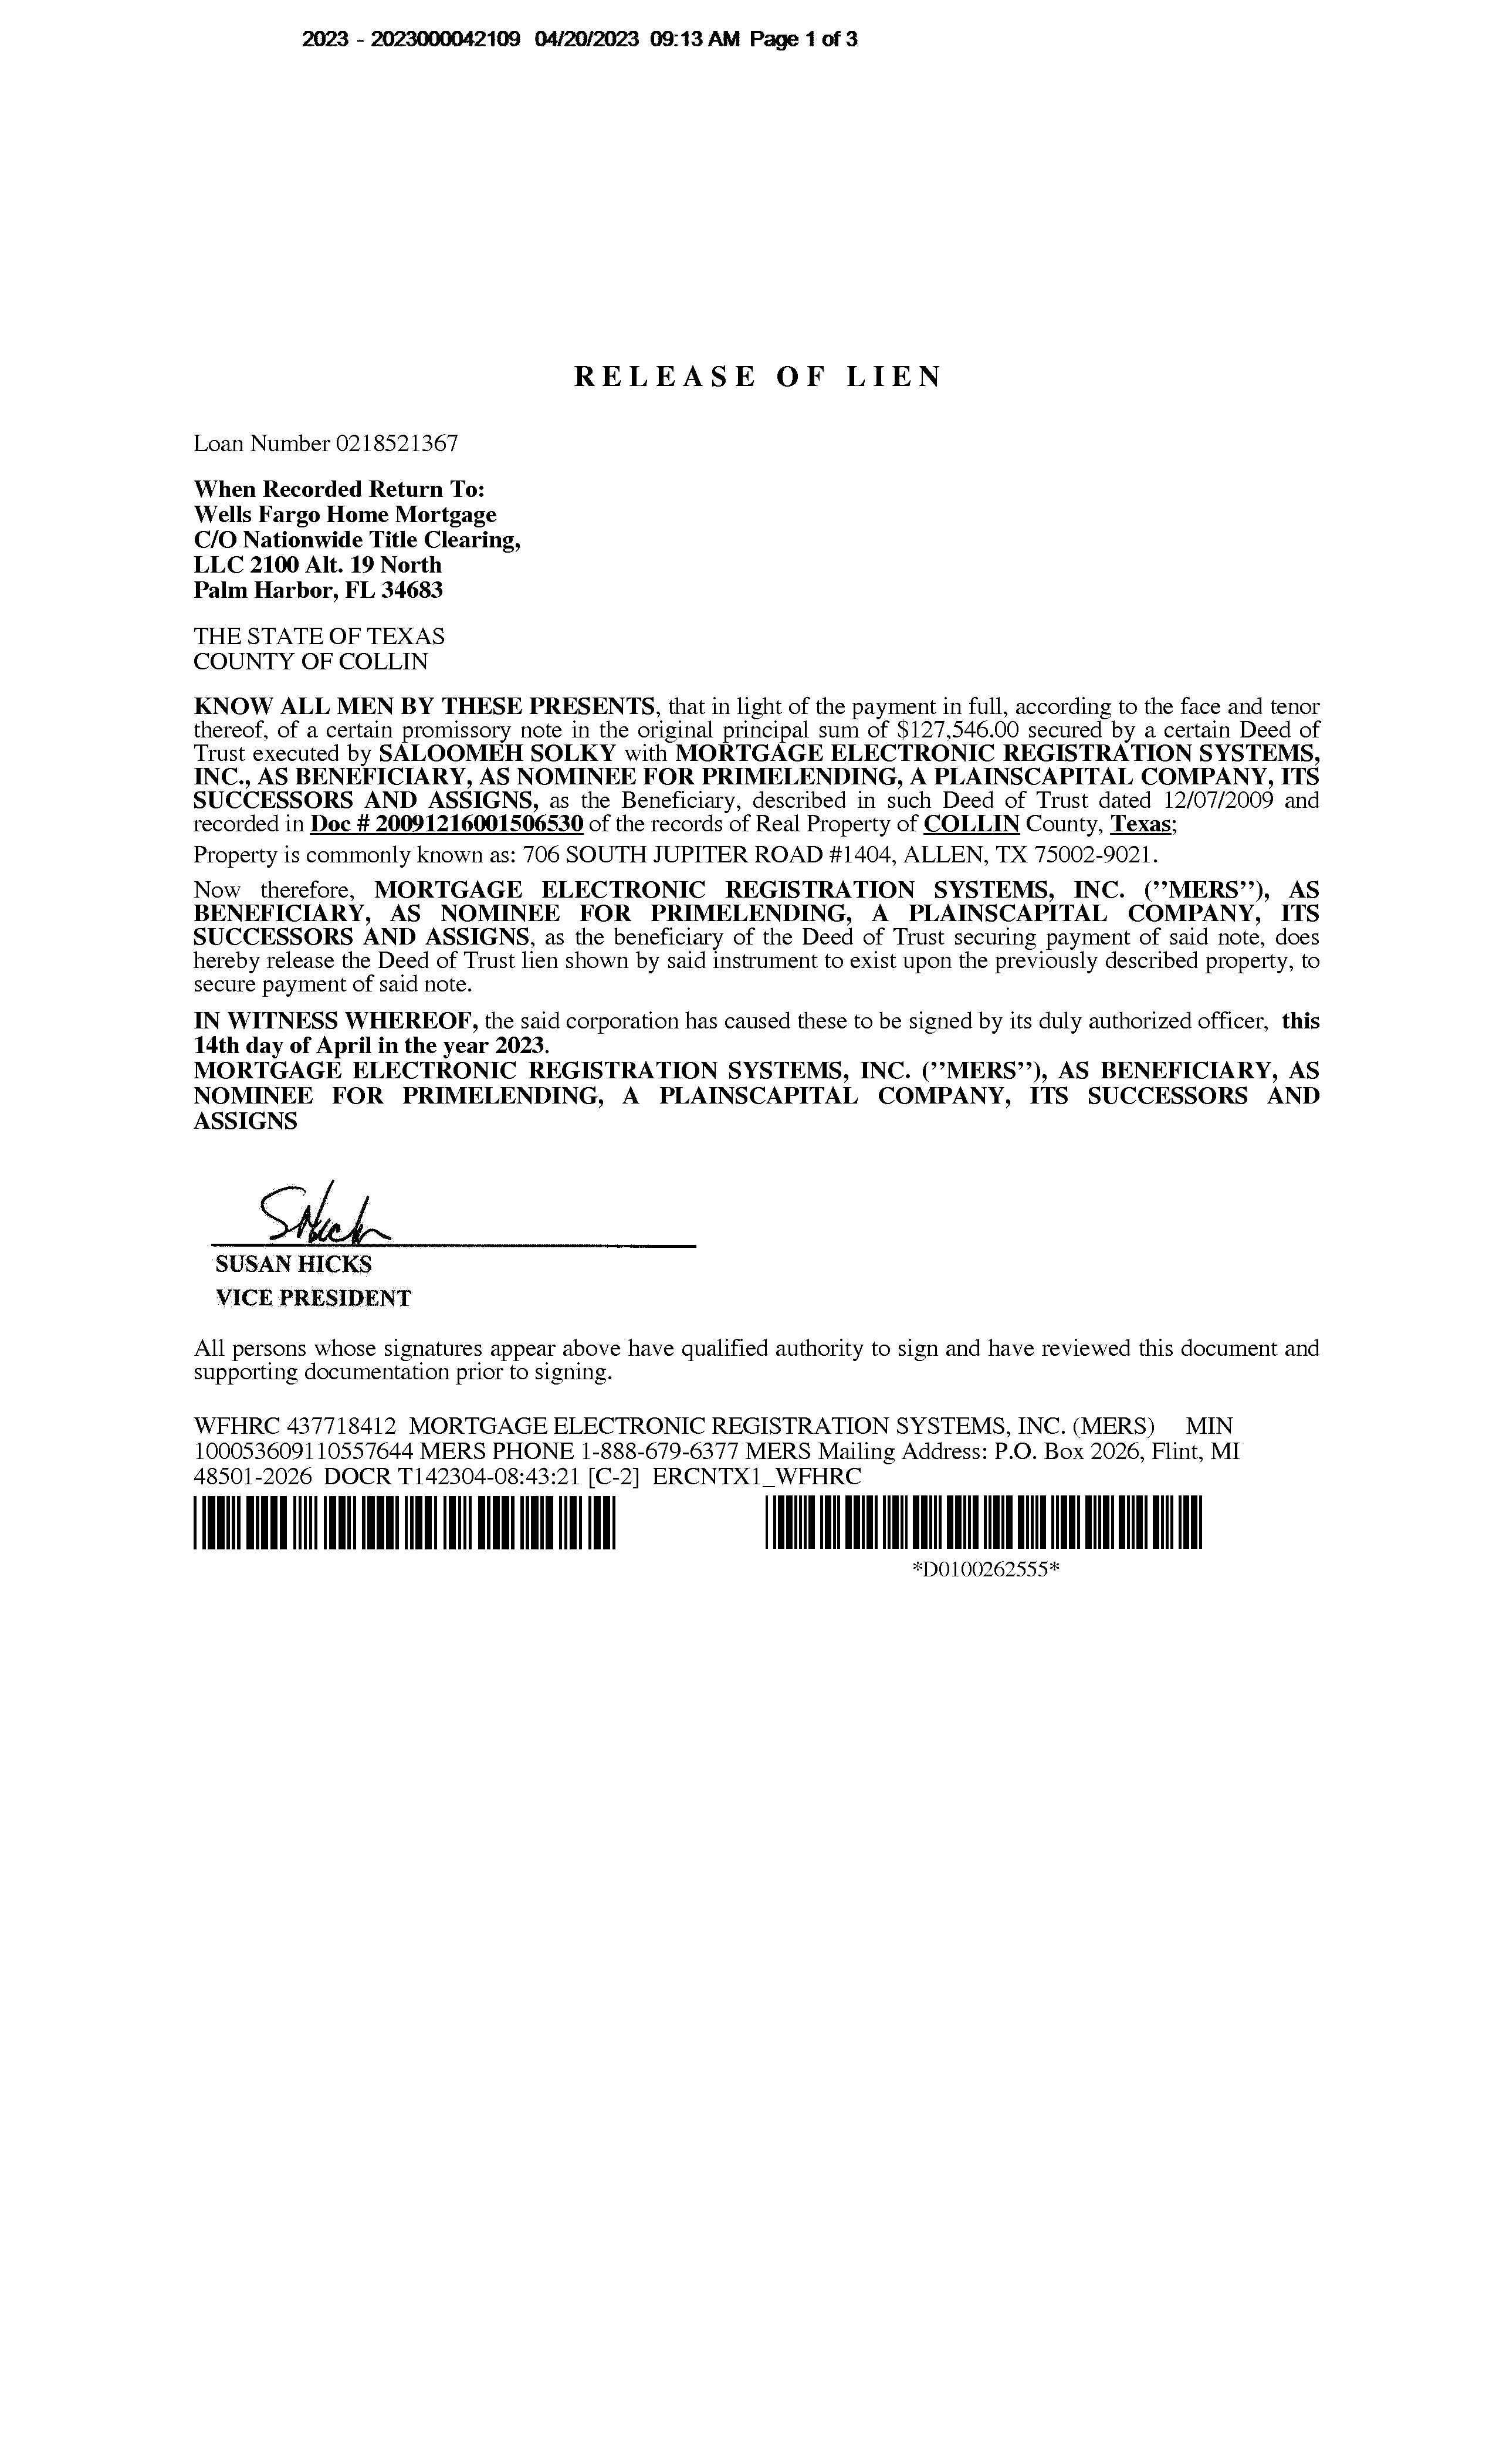 2023 - 2023000042109 04/20/2023 09:13 AM Page 1 of 3
RELEASE OF LIEN
Loan Number 0218521367
When Recorded Return To:
Wells Fargo Home Mortgage
C/O Nationwide Title Clearing,
LLC 2100 Alt. 19 North
Palm Harbor, FL 34683
THE STATE OF TEXAS
COUNTY OF COLLIN
KNOW ALL MEN BY THESE PRESENTS, that in light of the payment in full, according to the face and tenor
thereof, of a certain promissory note in the original principal sum of $127,546.00 secured by a certain Deed of
Trust executed by SALOOMEH SOLKY with MORTGAGE ELECTRONIC REGISTRATION SYSTEMS,
INC., AS BENEFICIARY, AS NOMINEE FOR PRIMELENDING, A PLAINSCAPITAL COMPANY, ITS
SUCCESSORS AND ASSIGNS, as the Beneficiary, described in such Deed of Trust dated 12/07/2009 and
recorded in Doc # 20091216001506530 of the records of Real Property of COLLIN County, Texas;
Property is commonly known as: 706 SOUTH JUPITER ROAD #1404, ALLEN, TX 75002-9021.
Now therefore, MORTGAGE ELECTRONIC REGISTRATION SYSTEMS, INC. (’’MERS’’), AS
BENEFICIARY, AS NOMINEE FOR PRIMELENDING, A PLAINSCAPITAL COMPANY, ITS
SUCCESSORS AND ASSIGNS, as the beneficiary of the Deed of Trust securing payment of said note, does
hereby release the Deed of Trust lien shown by said instrument to exist upon the previously described property, to
secure payment of said note.
IN WITNESS WHEREOF, the said corporation has caused these to be signed by its duly authorized officer, this
14th day of April in the year 2023.
MORTGAGE ELECTRONIC REGISTRATION SYSTEMS, INC. (’’MERS’’), AS BENEFICIARY, AS
NOMINEE FOR PRIMELENDING, A PLAINSCAPITAL COMPANY, ITS SUCCESSORS AND
ASSIGNS
SUSAN HICKS
VICE PRESIDENT
All persons whose signatures appear above have qualified authority to sign and have reviewed this document and
supporting documentation prior to signing.
WFHRC 437718412 MORTGAGE ELECTRONIC REGISTRATION SYSTEMS, INC. (MERS) MIN
100053609110557644 MERS PHONE 1-888-679-6377 MERS Mailing Address: P.O. Box 2026, Flint, MI
48501-2026 DOCR T142304-08:43:21 [C-2] ERCNTX1_WFHRC
*D0100262555*